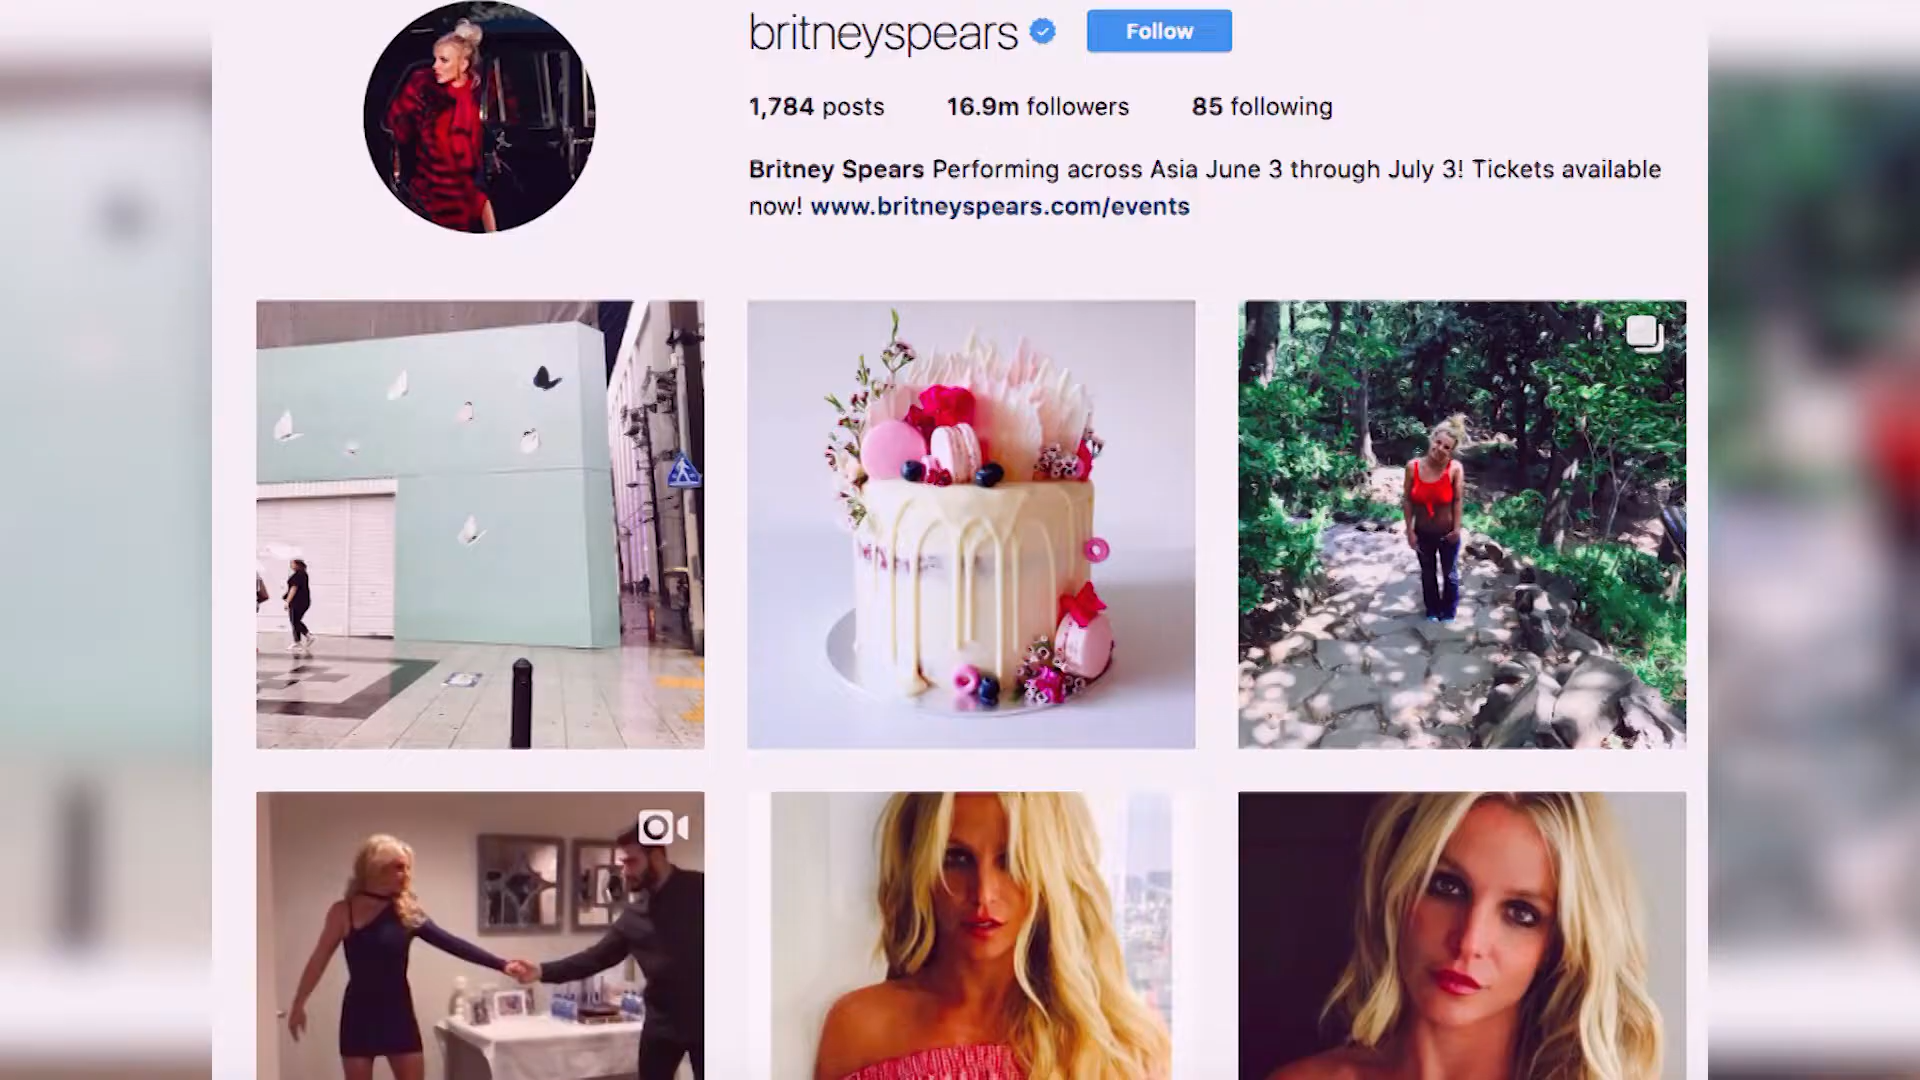 britneyspears
Follow
1,784 posts 16.9m followers 85 following
Britney Spears Performing across Asia June 3 through July 3! Tickets available
now! www.britneyspears.com/events